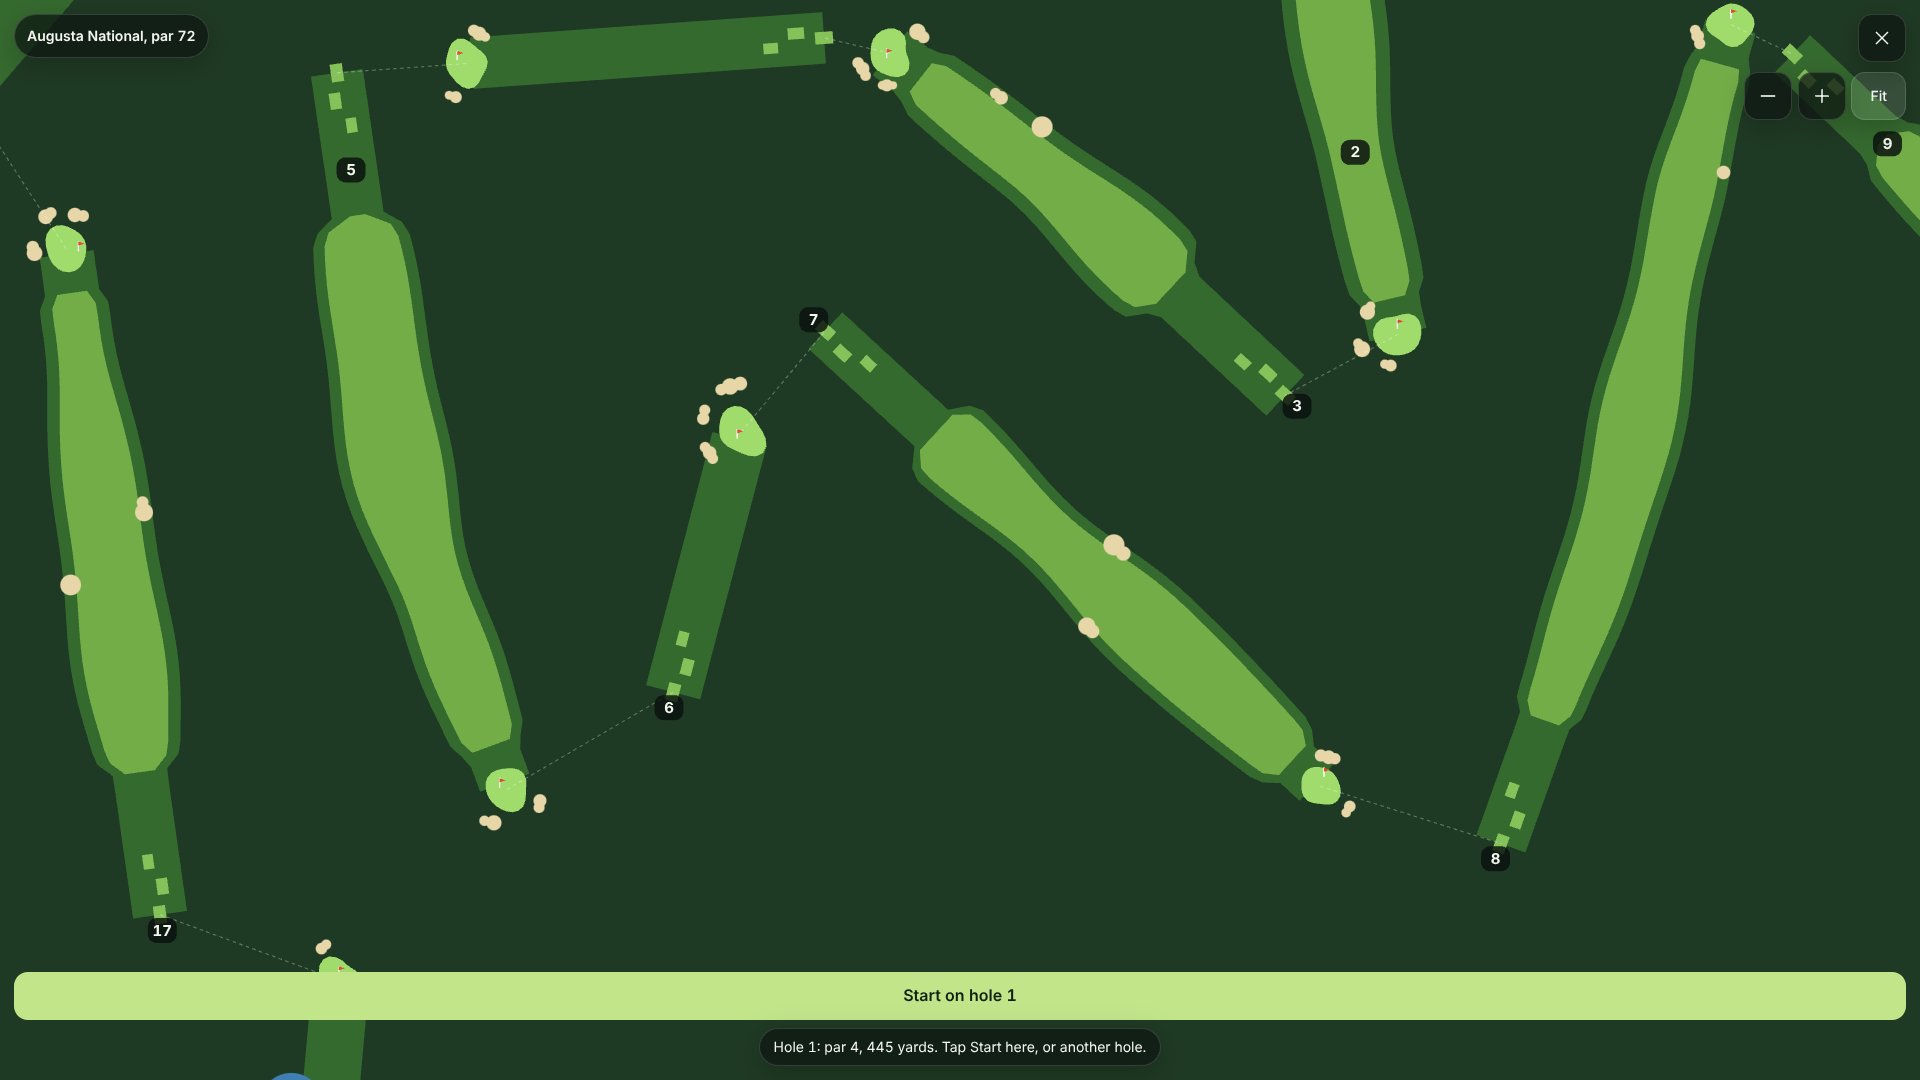 Augusta National, par 72
Fit
2
9
5
7
3
6
8
17
Start on hole 1
Hole 1: par 4, 445 yards. Tap Start here, or another hole.